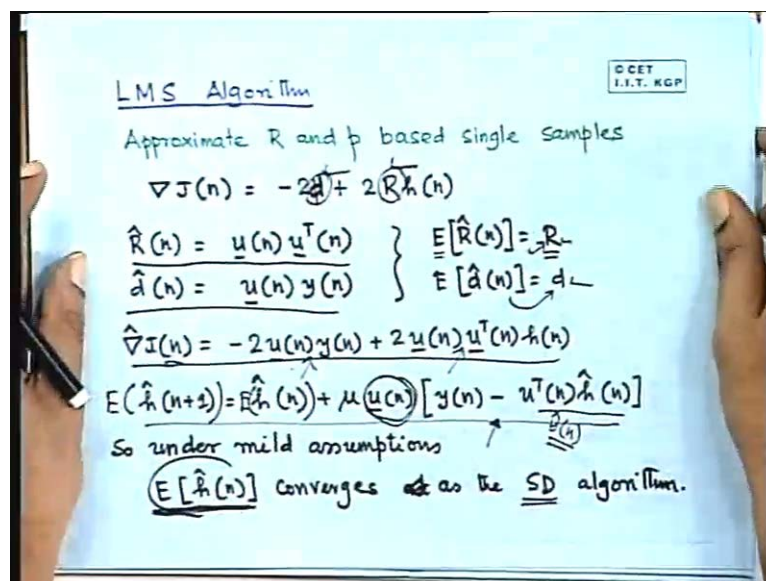 © CET
I.I.T. KGP
LMS Algorithm
Approximate R and p based single samples
∇J(n) = -2d + 2Rh(n)
R̂(n) = u(n) uᵀ(n) } E[R̂(n)] = R
d̂(n) = u(n) y(n) } E[d̂(n)] = d
∇̂J(n) = -2u(n)y(n) + 2u(n)uᵀ(n)h(n)
E(ĥ(n+1)) = E(ĥ(n)) + μ u(n) [y(n) - uᵀ(n)ĥ(n)]
So under mild assumptions
E[ĥ(n)] converges as the SD algorithm.